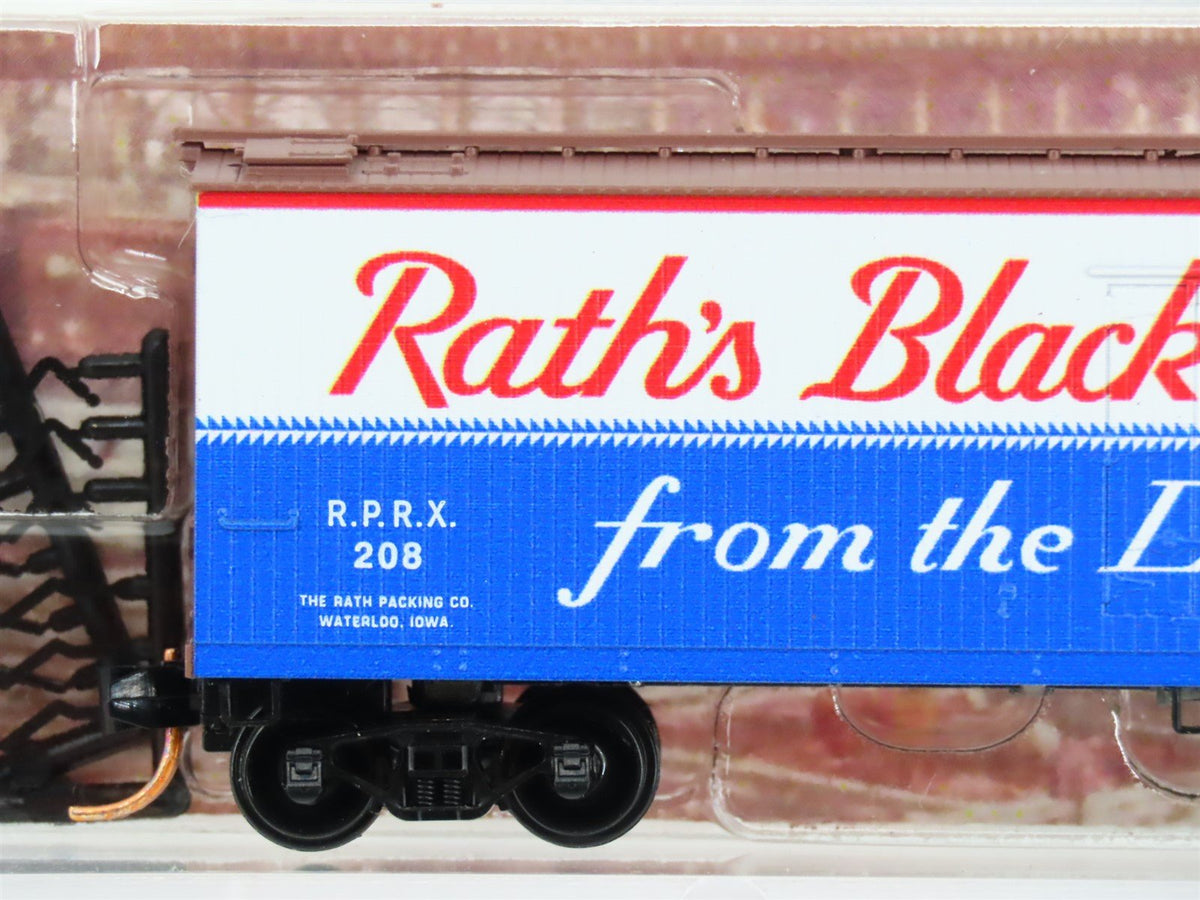 Rath's Black
from the L
R.P.R.X.
208
THE RATH PACKING CO.
WATERLOO, IOWA.